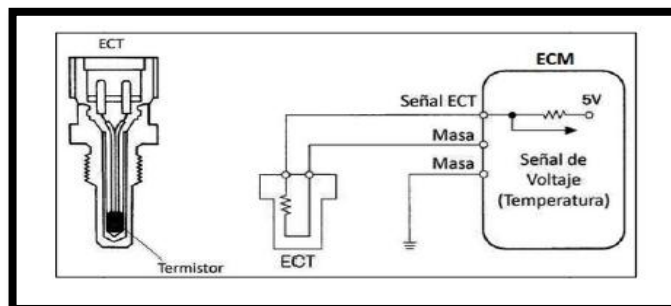 ECT
ECM
Señal ECT
5V
Masa
Masa
Señal de
Voltaje
(Temperatura)
ECT
Termistor